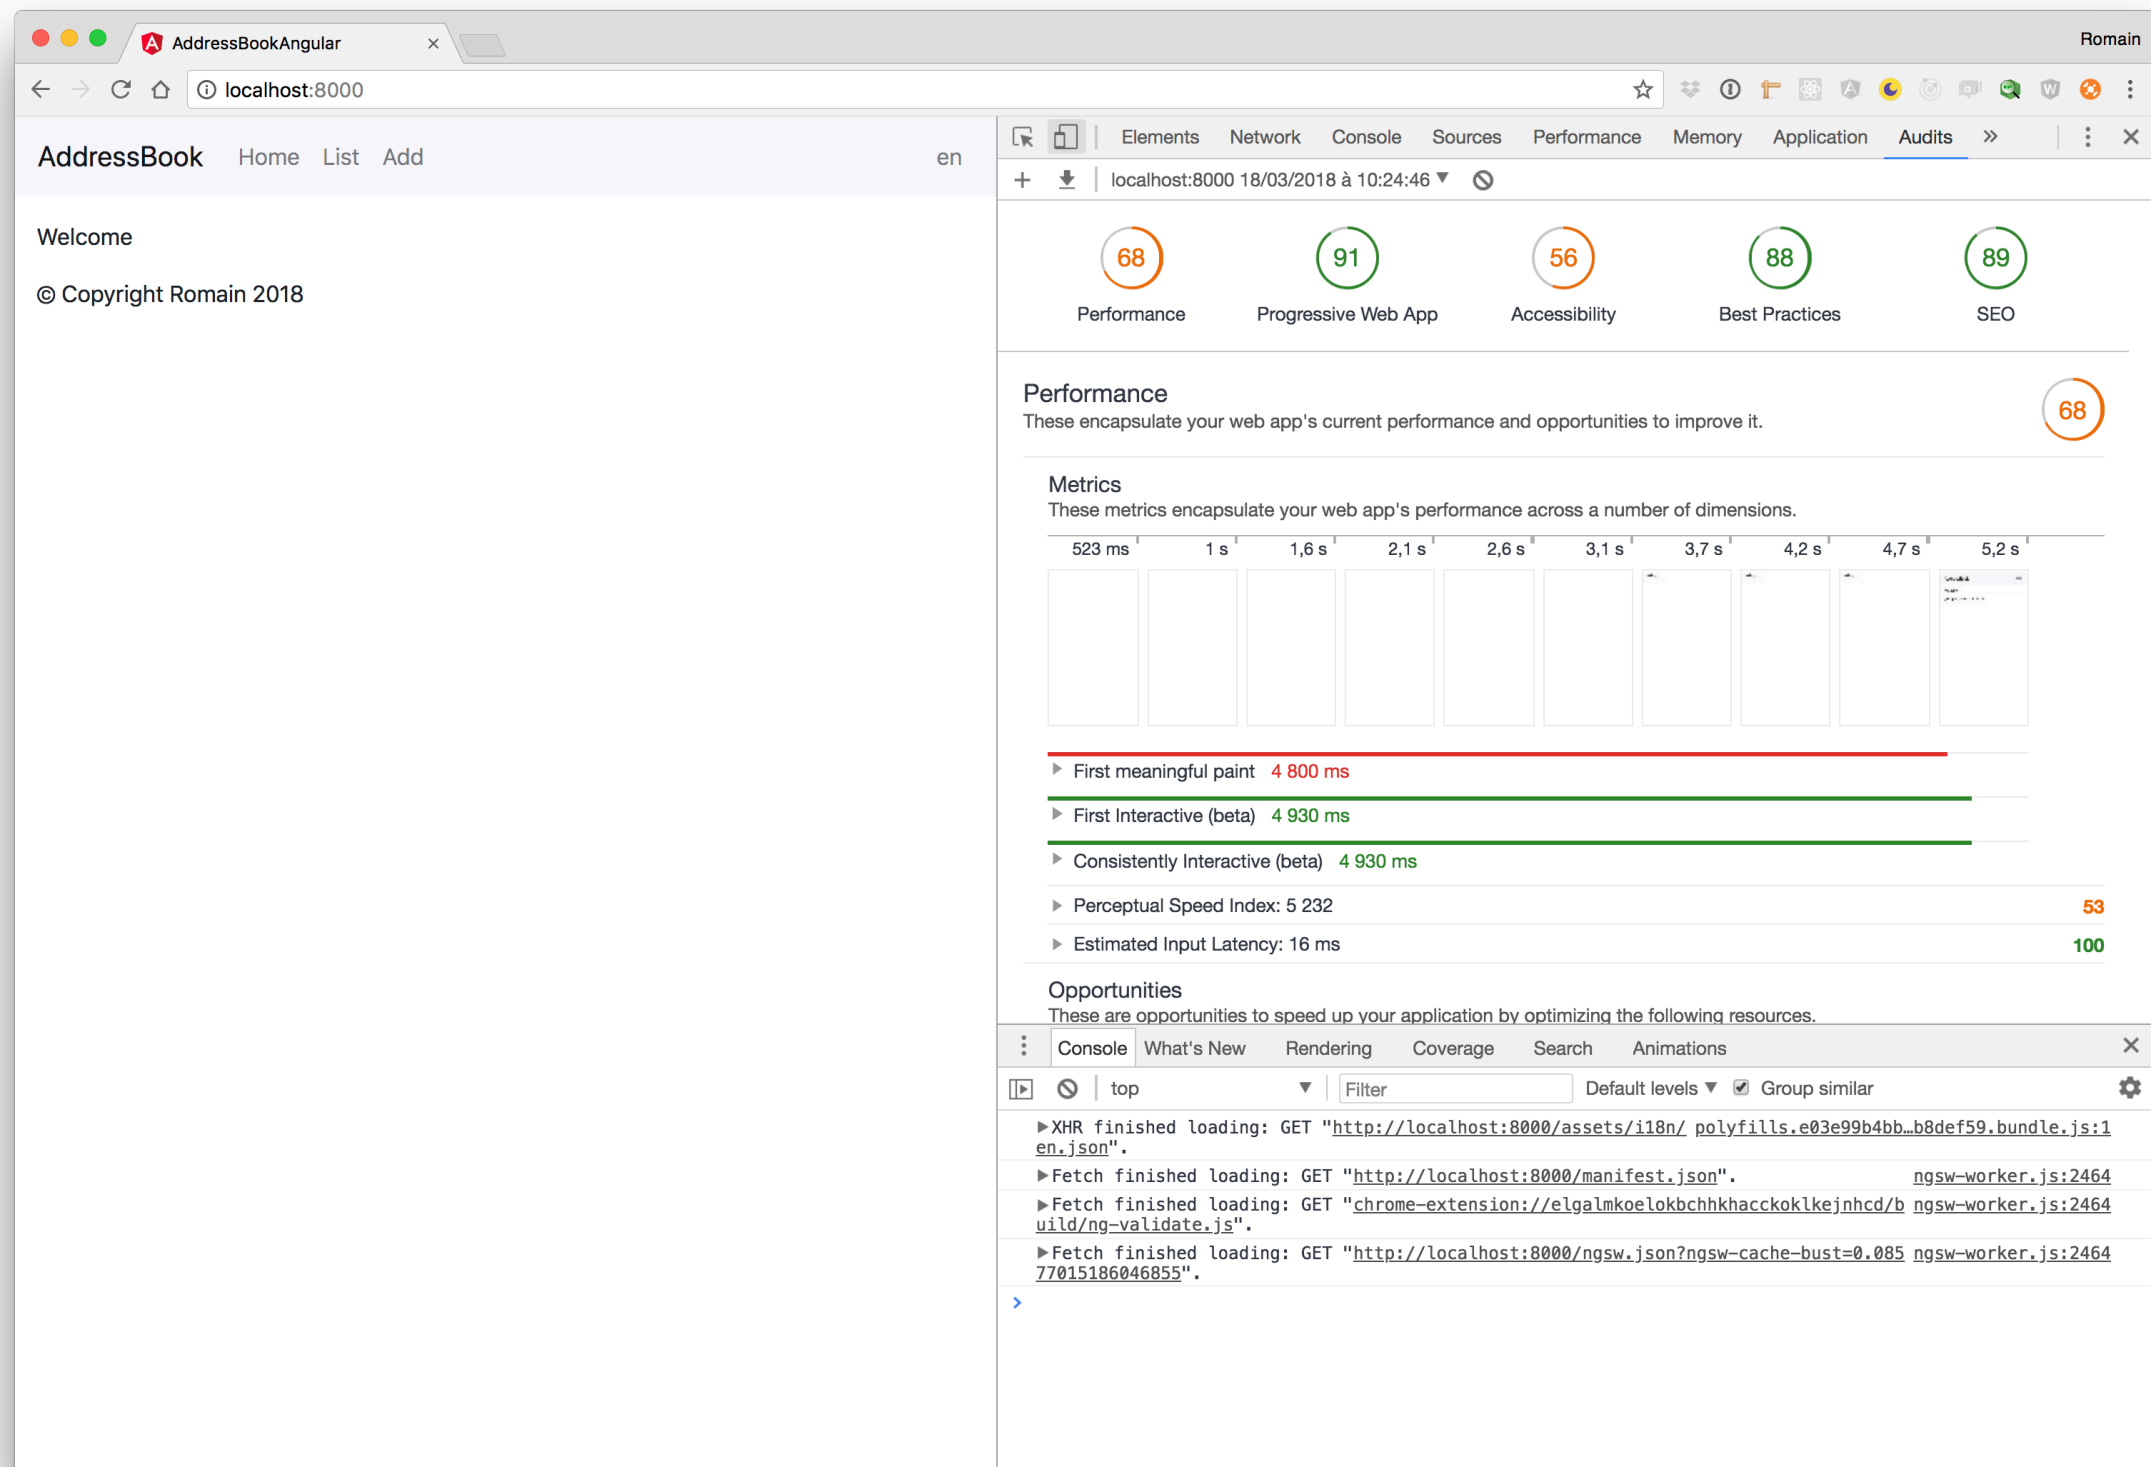 AddressBookAngular
Romain
localhost:8000
AddressBook Home List Add en
Welcome
© Copyright Romain 2018
Elements Network Console Sources Performance Memory Application Audits
localhost:8000 18/03/2018 à 10:24:46
68 91 56 88 89
Performance Progressive Web App Accessibility Best Practices SEO
Performance
These encapsulate your web app's current performance and opportunities to improve it.
68
Metrics
These metrics encapsulate your web app's performance across a number of dimensions.
523 ms 1 s 1,6 s 2,1 s 2,6 s 3,1 s 3,7 s 4,2 s 4,7 s 5,2 s
First meaningful paint 4 800 ms
First Interactive (beta) 4 930 ms
Consistently Interactive (beta) 4 930 ms
Perceptual Speed Index: 5 232 53
Estimated Input Latency: 16 ms 100
Opportunities
These are opportunities to speed up your application by optimizing the following resources.
Console What's New Rendering Coverage Search Animations
top Filter Default levels Group similar
XHR finished loading: GET "http://localhost:8000/assets/i18n/ polyfills.e03e99b4bb…b8def59.bundle.js:1
en.json".
Fetch finished loading: GET "http://localhost:8000/manifest.json". ngsw-worker.js:2464
Fetch finished loading: GET "chrome-extension://elgalmkoelokbchhkhacckoklkejnhcd/b ngsw-worker.js:2464
uild/ng-validate.js".
Fetch finished loading: GET "http://localhost:8000/ngsw.json?ngsw-cache-bust=0.085 ngsw-worker.js:2464
77015186046855".